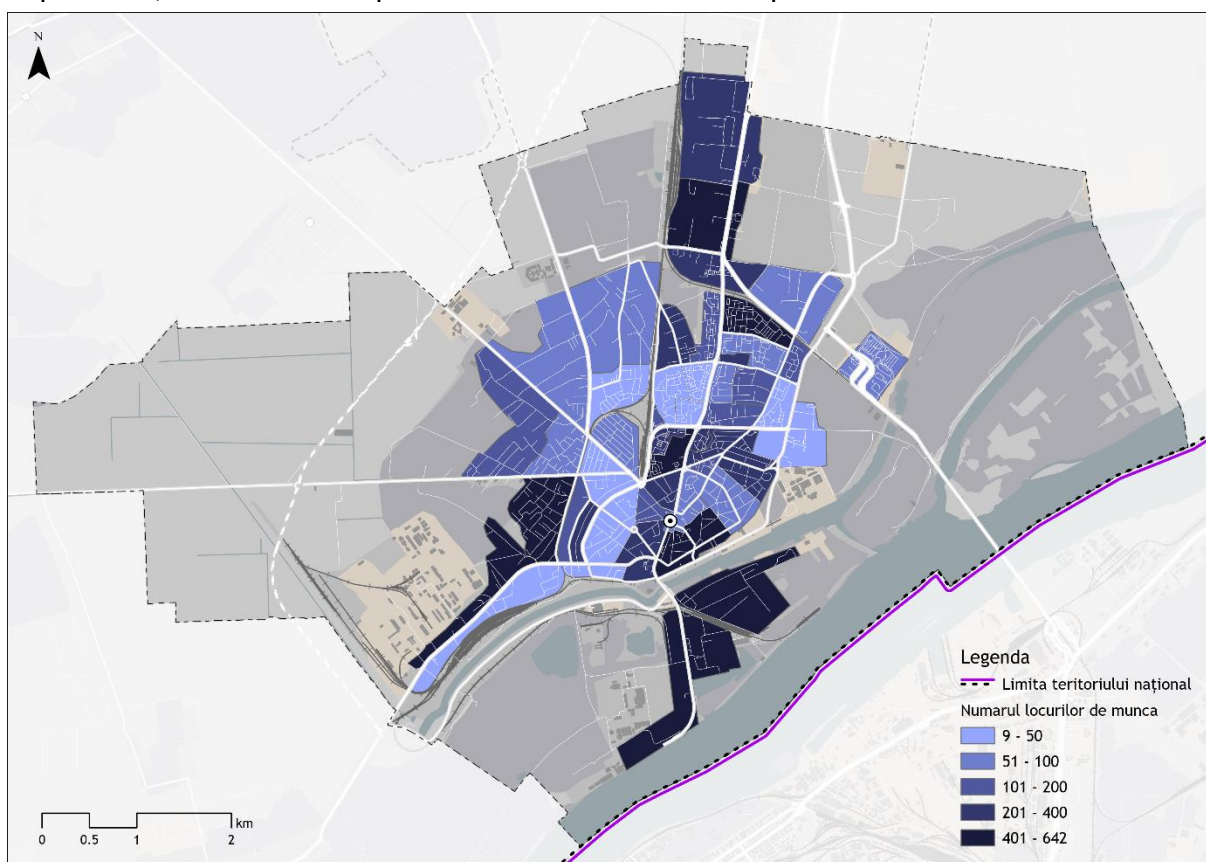 N
Legenda
Limita teritoriului național
Numarul locurilor de munca
9 - 50
51 - 100
101 - 200
201 - 400
401 - 642
0 0.5 1 2 km